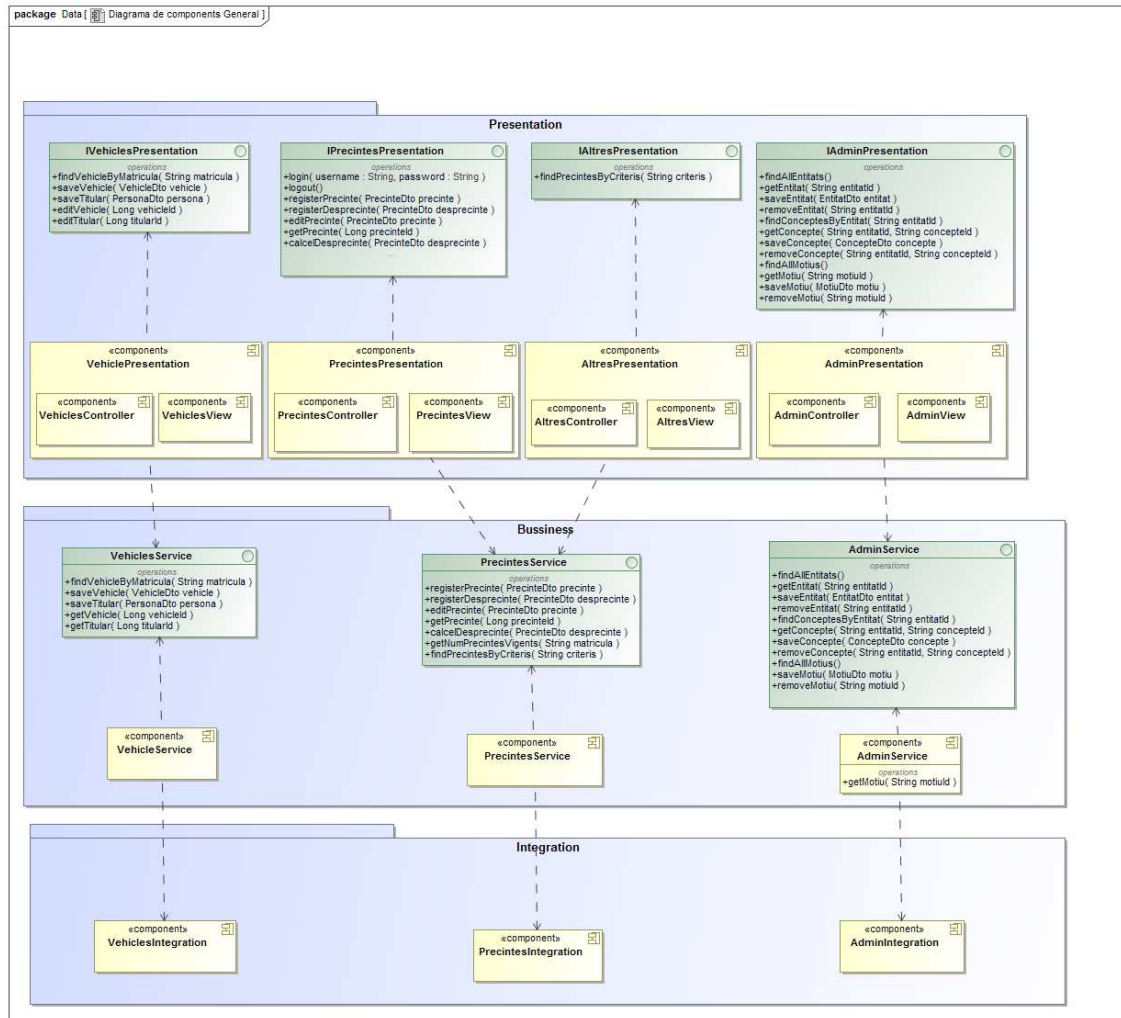 package Data [ Diagrama de components General ]
Presentation
IVehiclesPresentation
operations
+findVehicleByMatricula( String matricula )
+saveVehicle( VehicleDto vehicle )
+saveTitular( PersonaDto persona )
+editVehicle( Long vehicleId )
+editTitular( Long titularId )
IPrecintesPresentation
operations
+login( username : String, password : String )
+logout()
+registerPrecinte( PrecinteDto precinte )
+registerDesprecinte( PrecinteDto desprecinte )
+editPrecinte( PrecinteDto precinte )
+getPrecinte( Long precinteId )
+calcelDesprecinte( PrecinteDto desprecinte )
...
IAltresPresentation
operations
+findPrecintesByCriteris( String criteris )
IAdminPresentation
operations
+findAllEntitats()
+getEntitat( String entitatId )
+saveEntitat( EntitatDto entitat )
+removeEntitat( String entitatId )
+findConceptesByEntitat( String entitatId )
+getConcepte( String entitatId, String concepteId )
+saveConcepte( ConcepteDto concepte )
+removeConcepte( String entitatId, String concepteId )
+findAllMotius()
+getMotiu( String motiuId )
+saveMotiu( MotiuDto motiu )
+removeMotiu( String motiuId )
«component»
VehiclePresentation
«component»
VehiclesController
«component»
VehiclesView
«component»
PrecintesPresentation
«component»
PrecintesController
«component»
PrecintesView
«component»
AltresPresentation
«component»
AltresController
«component»
AltresView
«component»
AdminPresentation
«component»
AdminController
«component»
AdminView
Bussiness
VehiclesService
operations
+findVehicleByMatricula( String matricula )
+saveVehicle( VehicleDto vehicle )
+saveTitular( PersonaDto persona )
+getVehicle( Long vehicleId )
+getTitular( Long titularId )
PrecintesService
operations
+registerPrecinte( PrecinteDto precinte )
+registerDesprecinte( PrecinteDto desprecinte )
+editPrecinte( PrecinteDto precinte )
+getPrecinte( Long precinteId )
+calcelDesprecinte( PrecinteDto desprecinte )
+getNumPrecintesVigents( String matricula )
+findPrecintesByCriteris( String criteris )
AdminService
operations
+findAllEntitats()
+getEntitat( String entitatId )
+saveEntitat( EntitatDto entitat )
+removeEntitat( String entitatId )
+findConceptesByEntitat( String entitatId )
+getConcepte( String entitatId, String concepteId )
+saveConcepte( ConcepteDto concepte )
+removeConcepte( String entitatId, String concepteId )
+findAllMotius()
+saveMotiu( MotiuDto motiu )
+removeMotiu( String motiuId )
«component»
VehicleService
«component»
PrecintesService
«component»
AdminService
operations
+getMotiu( String motiuId )
Integration
«component»
VehiclesIntegration
«component»
PrecintesIntegration
«component»
AdminIntegration